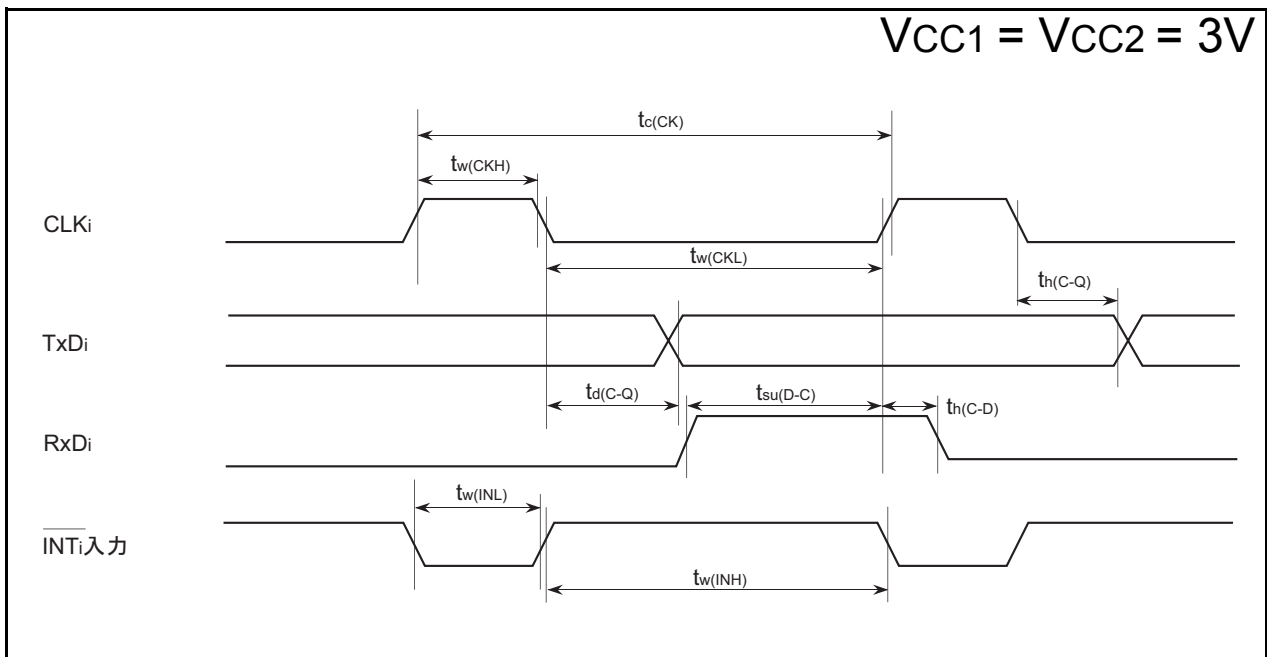 VCC1 = VCC2 = 3V
tc(CK)
tw(CKH)
CLKi
tw(CKL)
th(C-Q)
TxDi
td(C-Q)
tsu(D-C)
th(C-D)
RxDi
tw(INL)
INTi入力
tw(INH)